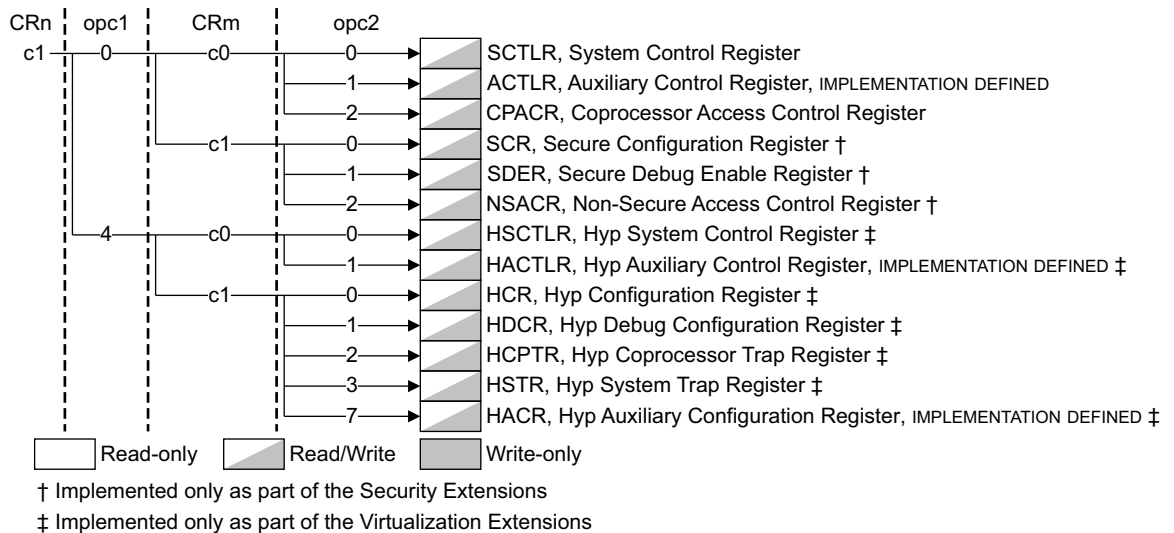 CRn opc1 CRm opc2
c1 0 c0 0 SCTLR, System Control Register
1 ACTLR, Auxiliary Control Register, IMPLEMENTATION DEFINED
2 CPACR, Coprocessor Access Control Register
c1 0 SCR, Secure Configuration Register †
1 SDER, Secure Debug Enable Register †
2 NSACR, Non-Secure Access Control Register †
4 c0 0 HSCTLR, Hyp System Control Register ‡
1 HACTLR, Hyp Auxiliary Control Register, IMPLEMENTATION DEFINED ‡
c1 0 HCR, Hyp Configuration Register ‡
1 HDCR, Hyp Debug Configuration Register ‡
2 HCPTR, Hyp Coprocessor Trap Register ‡
3 HSTR, Hyp System Trap Register ‡
7 HACR, Hyp Auxiliary Configuration Register, IMPLEMENTATION DEFINED ‡
Read-only Read/Write Write-only
† Implemented only as part of the Security Extensions
‡ Implemented only as part of the Virtualization Extensions